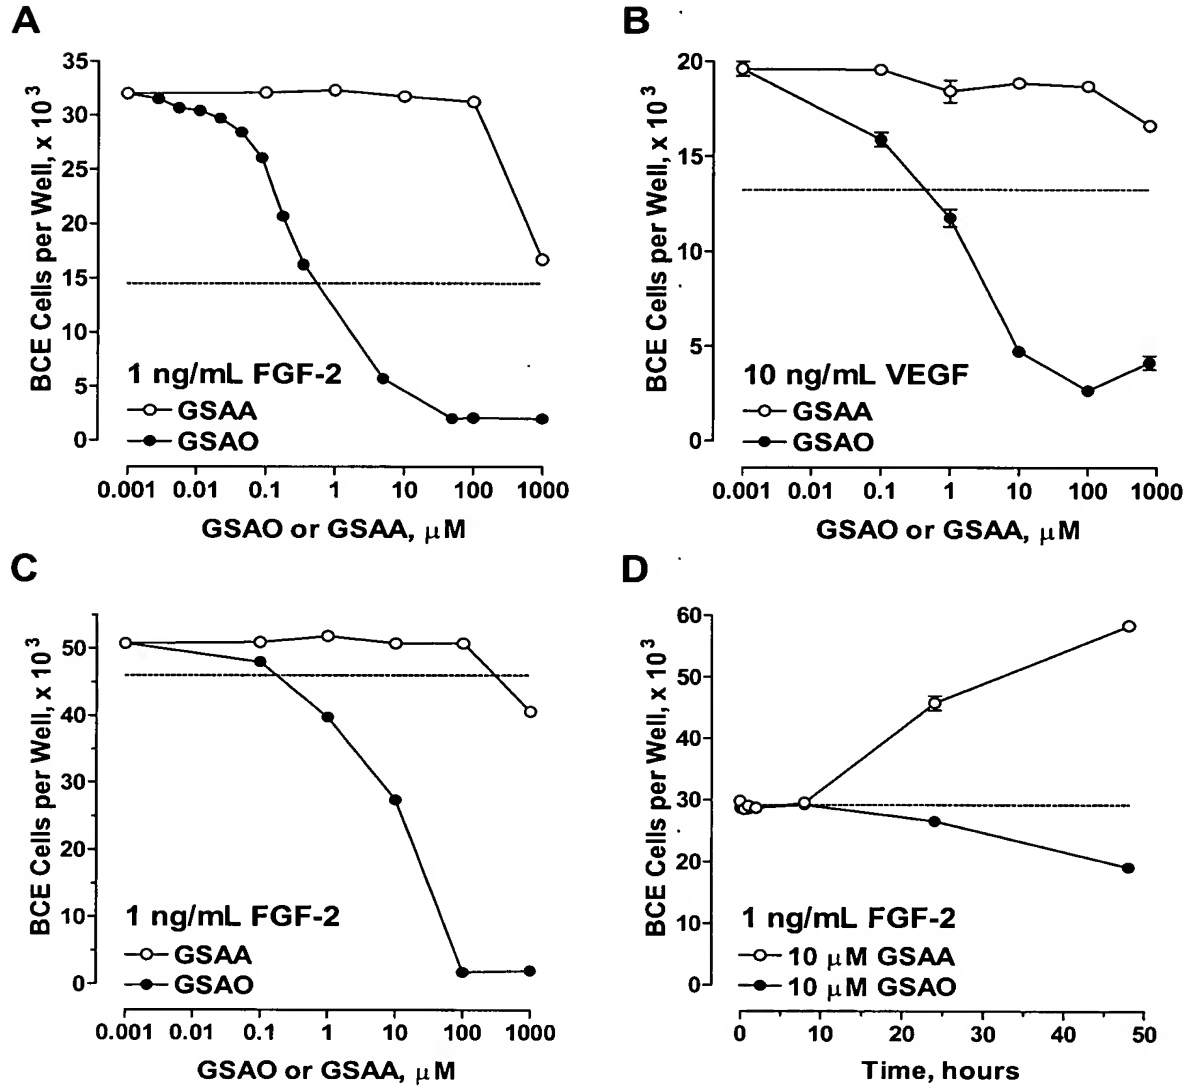 A
BCE Cells per Well, x 10³
35
30
25
20
15
10
5
0
1 ng/mL FGF-2
GSAA
GSAO
0.001 0.01 0.1 1 10 100 1000
GSAO or GSAA, μM
B
BCE Cells per Well, x 10³
20
15
10
5
0
10 ng/mL VEGF
GSAA
GSAO
0.001 0.01 0.1 1 10 100 1000
GSAO or GSAA, μM
C
BCE Cells per Well, x 10³
50
40
30
20
10
0
1 ng/mL FGF-2
GSAA
GSAO
0.001 0.01 0.1 1 10 100 1000
GSAO or GSAA, μM
D
BCE Cells per Well, x 10³
60
50
40
30
20
10
0
1 ng/mL FGF-2
10 μM GSAA
10 μM GSAO
0 10 20 30 40 50
Time, hours